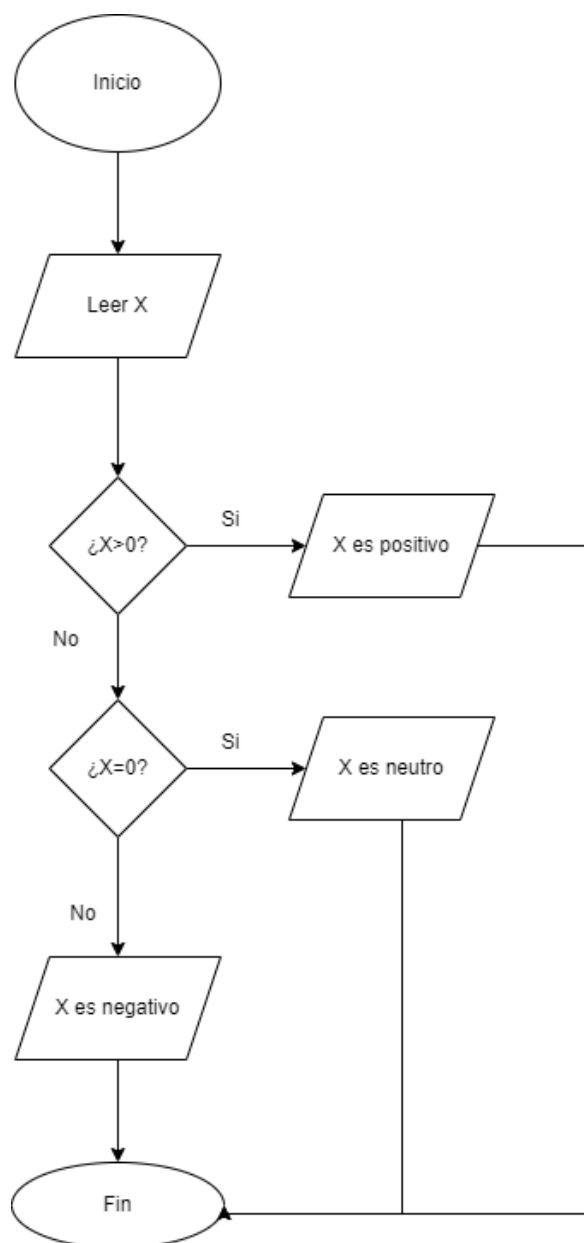 Inicio
Leer X
¿X>0?
Si
X es positivo
No
¿X=0?
Si
X es neutro
No
X es negativo
Fin